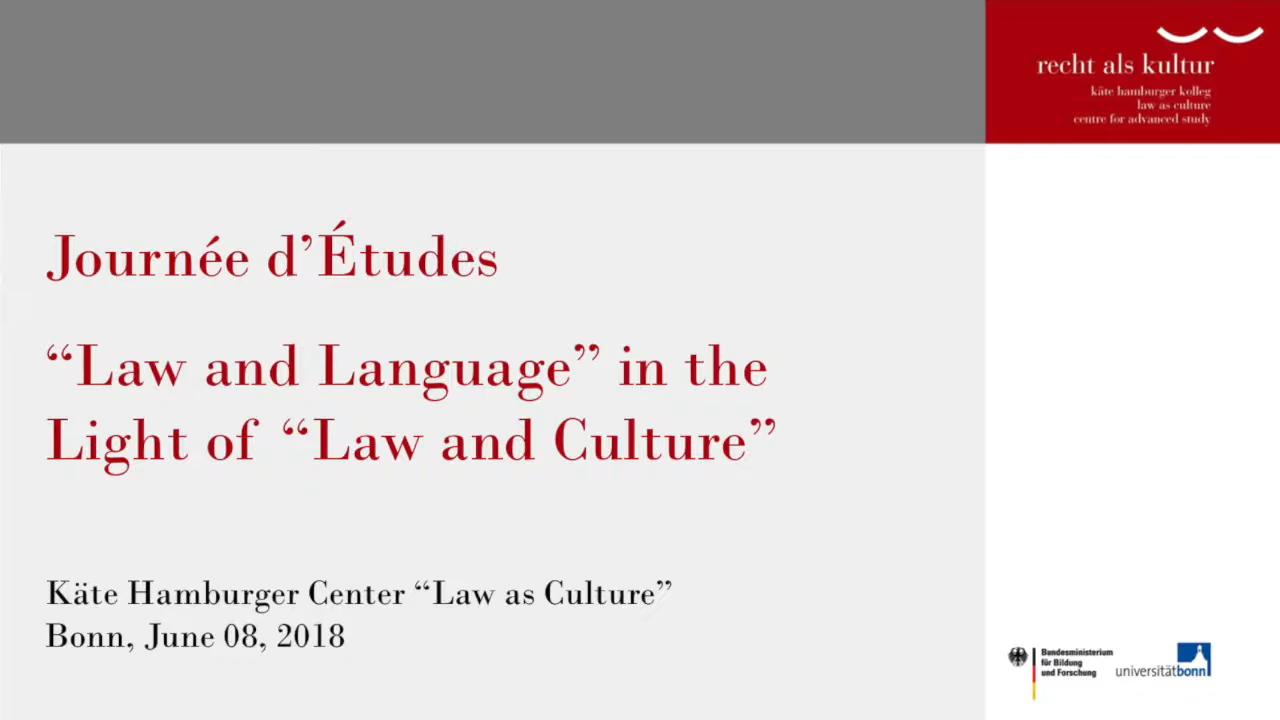 recht als kultur
käte hamburger kolleg
law as culture
centre for advanced study
Journée d’Études
“Law and Language” in the
Light of “Law and Culture”
Käte Hamburger Center “Law as Culture”
Bonn, June 08, 2018
Bundesministerium
für Bildung
und Forschung
universitätbonn